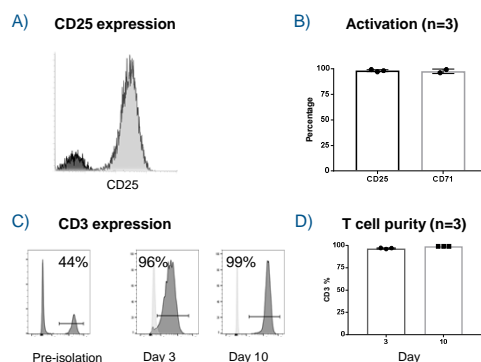 A) CD25 expression
CD25
B) Activation (n=3)
Percentage
100
75
50
25
0
CD25 CD71
C) CD3 expression
44%
96%
99%
Pre-isolation Day 3 Day 10
D) T cell purity (n=3)
CD3 %
100
75
50
25
0
3 10
Day